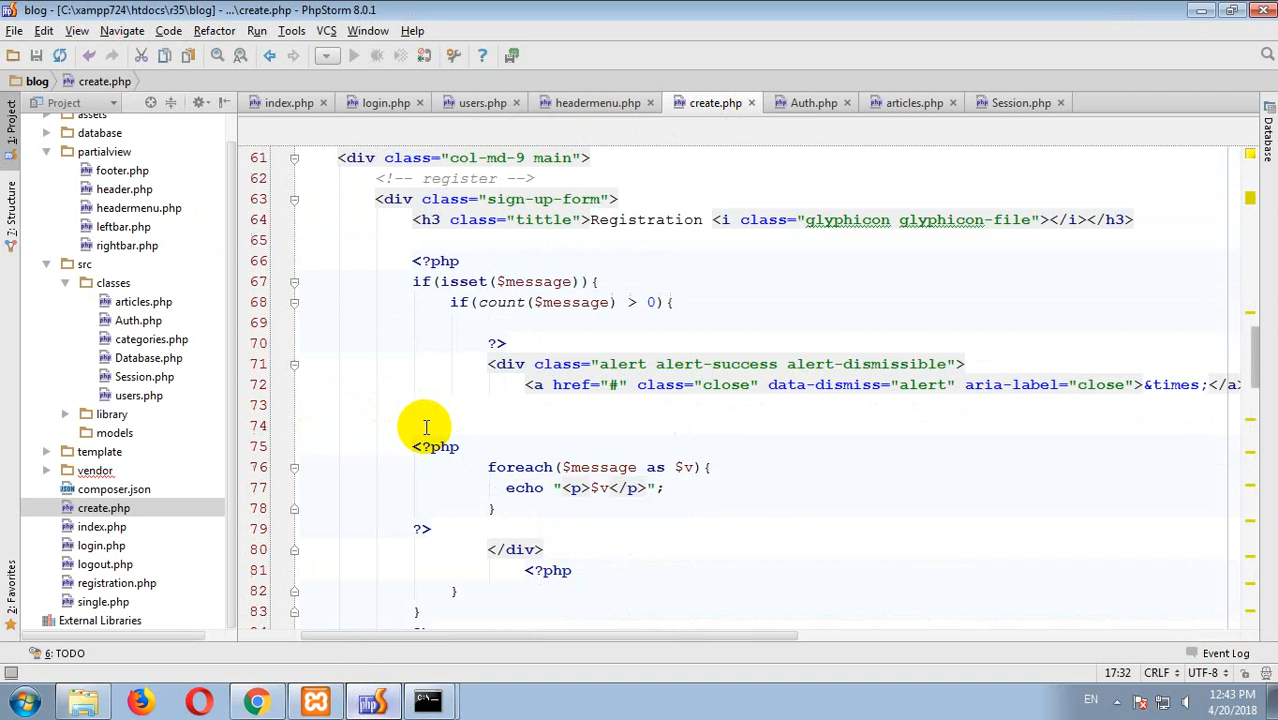 blog - [C:\xampp724\htdocs\r35\blog] - ...\create.php - PhpStorm 8.0.1
File Edit View Navigate Code Refactor Run Tools VCS Window Help
blog create.php
Project
index.php login.php users.php headermenu.php create.php Auth.php articles.php Session.php
1: Project
7: Structure
2: Favorites
Database
assets
database
partialview
footer.php
header.php
headermenu.php
leftbar.php
rightbar.php
src
classes
articles.php
Auth.php
categories.php
Database.php
Session.php
users.php
library
models
template
vendor
composer.json
create.php
index.php
login.php
logout.php
registration.php
single.php
External Libraries
61 <div class="col-md-9 main">
62 <!-- register -->
63 <div class="sign-up-form">
64 <h3 class="tittle">Registration <i class="glyphicon glyphicon-file"></i></h3>
65
66 <?php
67 if(isset($message)){
68 if(count($message) > 0){
69
70 ?>
71 <div class="alert alert-success alert-dismissible">
72 <a href="#" class="close" data-dismiss="alert" aria-label="close">&times;</a>
73
74
75 <?php
76 foreach($message as $v){
77 echo "<p>$v</p>";
78 }
79 ?>
80 </div>
81 <?php
82 }
83 }
6: TODO
Event Log
17:32 CRLF UTF-8
EN
12:43 PM
4/20/2018